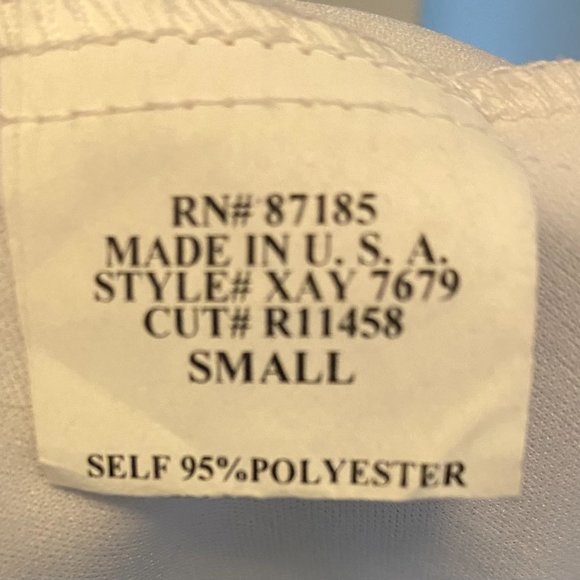 RN# 87185
MADE IN U. S. A.
STYLE# XAY 7679
CUT# R11458
SMALL
SELF 95%POLYESTER